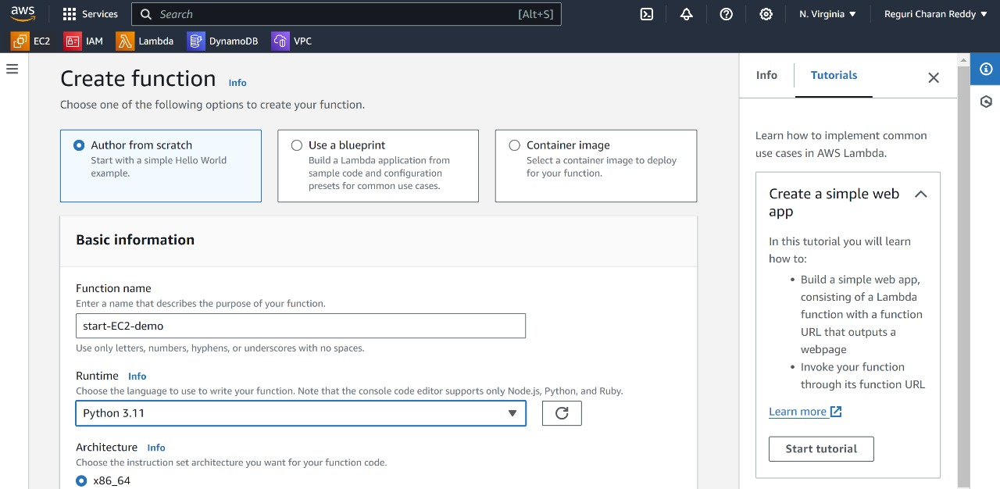 aws
Services
Search
[Alt+S]
N. Virginia
Reguri Charan Reddy
EC2
IAM
Lambda
DynamoDB
VPC
Create function Info
Choose one of the following options to create your function.
Author from scratch
Start with a simple Hello World
example.
Use a blueprint
Build a Lambda application from
sample code and configuration
presets for common use cases.
Container image
Select a container image to deploy
for your function.
Basic information
Function name
Enter a name that describes the purpose of your function.
start-EC2-demo
Use only letters, numbers, hyphens, or underscores with no spaces.
Runtime Info
Choose the language to use to write your function. Note that the console code editor supports only Node.js, Python, and Ruby.
Python 3.11
Architecture Info
Choose the instruction set architecture you want for your function code.
x86_64
Info
Tutorials
Learn how to implement common
use cases in AWS Lambda.
Create a simple web
app
In this tutorial you will learn
how to:
• Build a simple web app,
consisting of a Lambda
function with a function
URL that outputs a
webpage
• Invoke your function
through its function URL
Learn more
Start tutorial